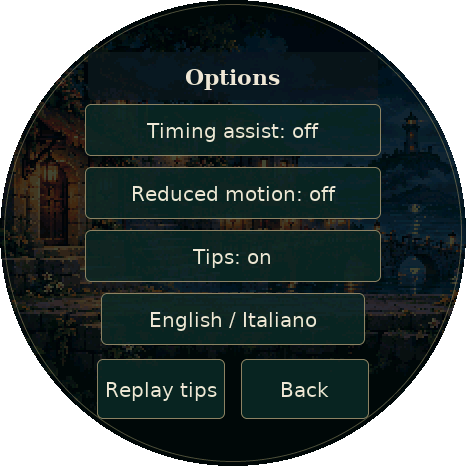 Options
Timing assist: off
Reduced motion: off
Tips: on
English / Italiano
Replay tips
Back